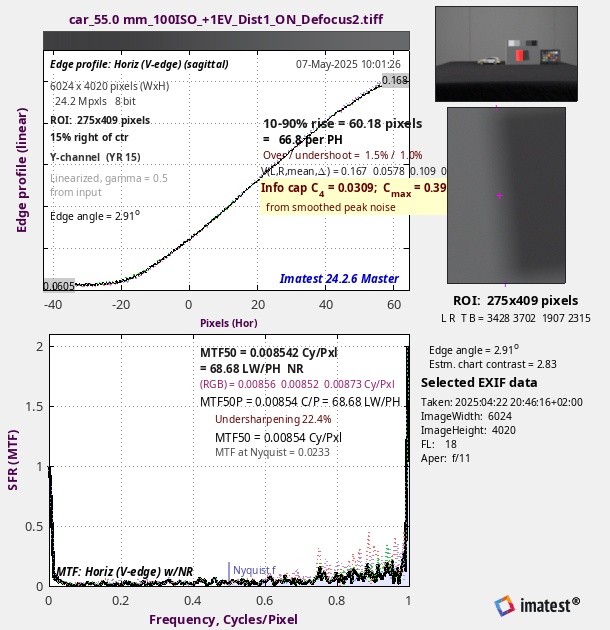 car_55.0 mm_100ISO_+1EV_Dist1_ON_Defocus2.tiff
Edge profile: Horiz (V-edge) (sagittal)
07-May-2025 10:01:26
6024 x 4020 pixels (WxH)
24.2 Mpxls 8 bit
0.168
ROI: 275x409 pixels
10-90% rise = 60.18 pixels
15% right of ctr
= 66.8 per PH
Y-channel (YR 15)
Over / undershoot = 1.5% / 1.0%
V(L,R,mean,Δ) = 0.167 0.0578 0.109 0
Linearized, gamma = 0.5
from input
Info cap C4 = 0.0309; Cmax = 0.39
from smoothed peak noise
Edge angle = 2.91o
Imatest 24.2.6 Master
0.0605
Edge profile (linear)
-40 -20 0 20 40 60
Pixels (Hor)
ROI: 275x409 pixels
L R T B = 3428 3702 1907 2315
Edge angle = 2.91o
Estm. chart contrast = 2.83
Selected EXIF data
Taken: 2025:04:22 20:46:16+02:00
ImageWidth: 6024
ImageHeight: 4020
FL: 18
Aper: f/11
MTF50 = 0.008542 Cy/Pxl
= 68.68 LW/PH NR
(RGB) = 0.00856 0.00852 0.00873 Cy/Pxl
MTF50P = 0.00854 C/P = 68.68 LW/PH
Undersharpening 22.4%
MTF50 = 0.00854 Cy/Pxl
MTF at Nyquist = 0.0233
MTF: Horiz (V-edge) w/NR
Nyquist f
SFR (MTF)
2
1.5
1
0.5
0
0 0.2 0.4 0.6 0.8 1
Frequency, Cycles/Pixel
imatest®